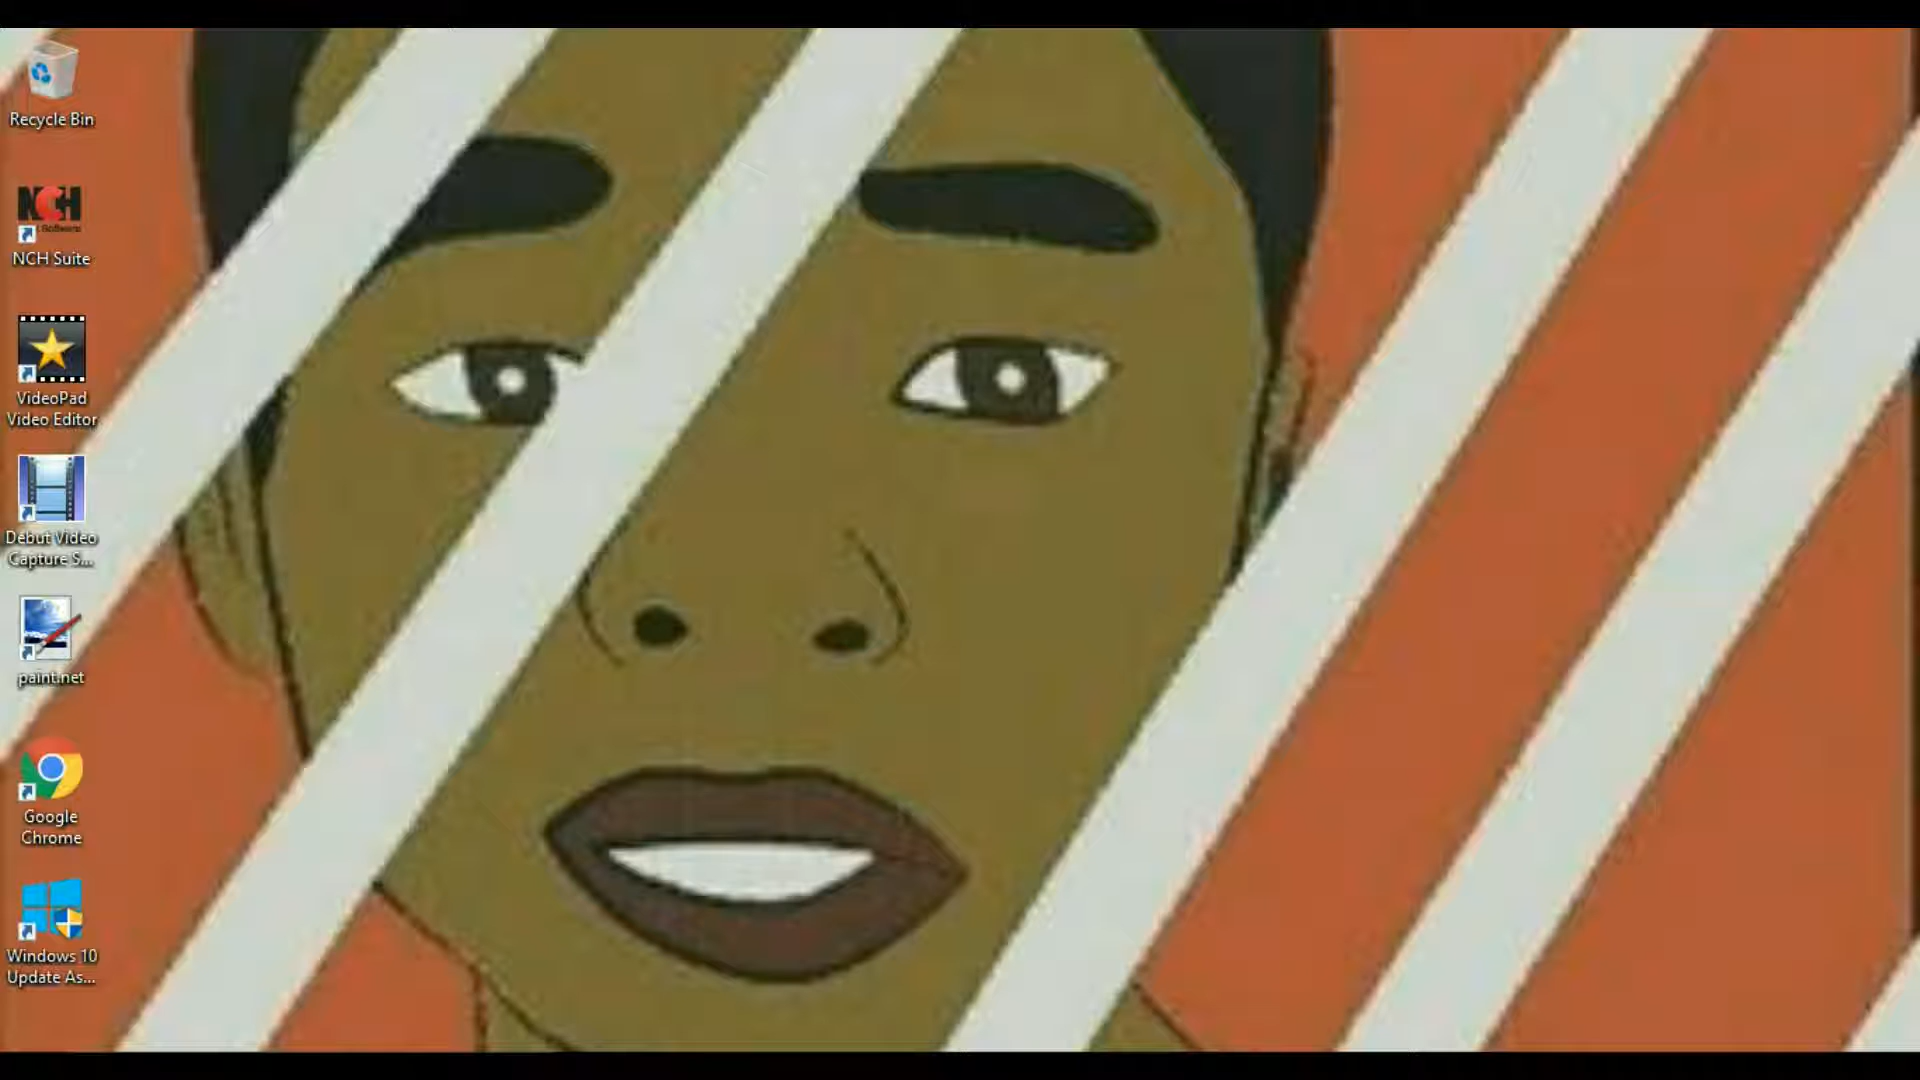 Recycle Bin
NCH
Software
NCH Suite
VideoPad
Video Editor
Debut Video
Capture S...
paint.net
Google
Chrome
Windows 10
Update As...